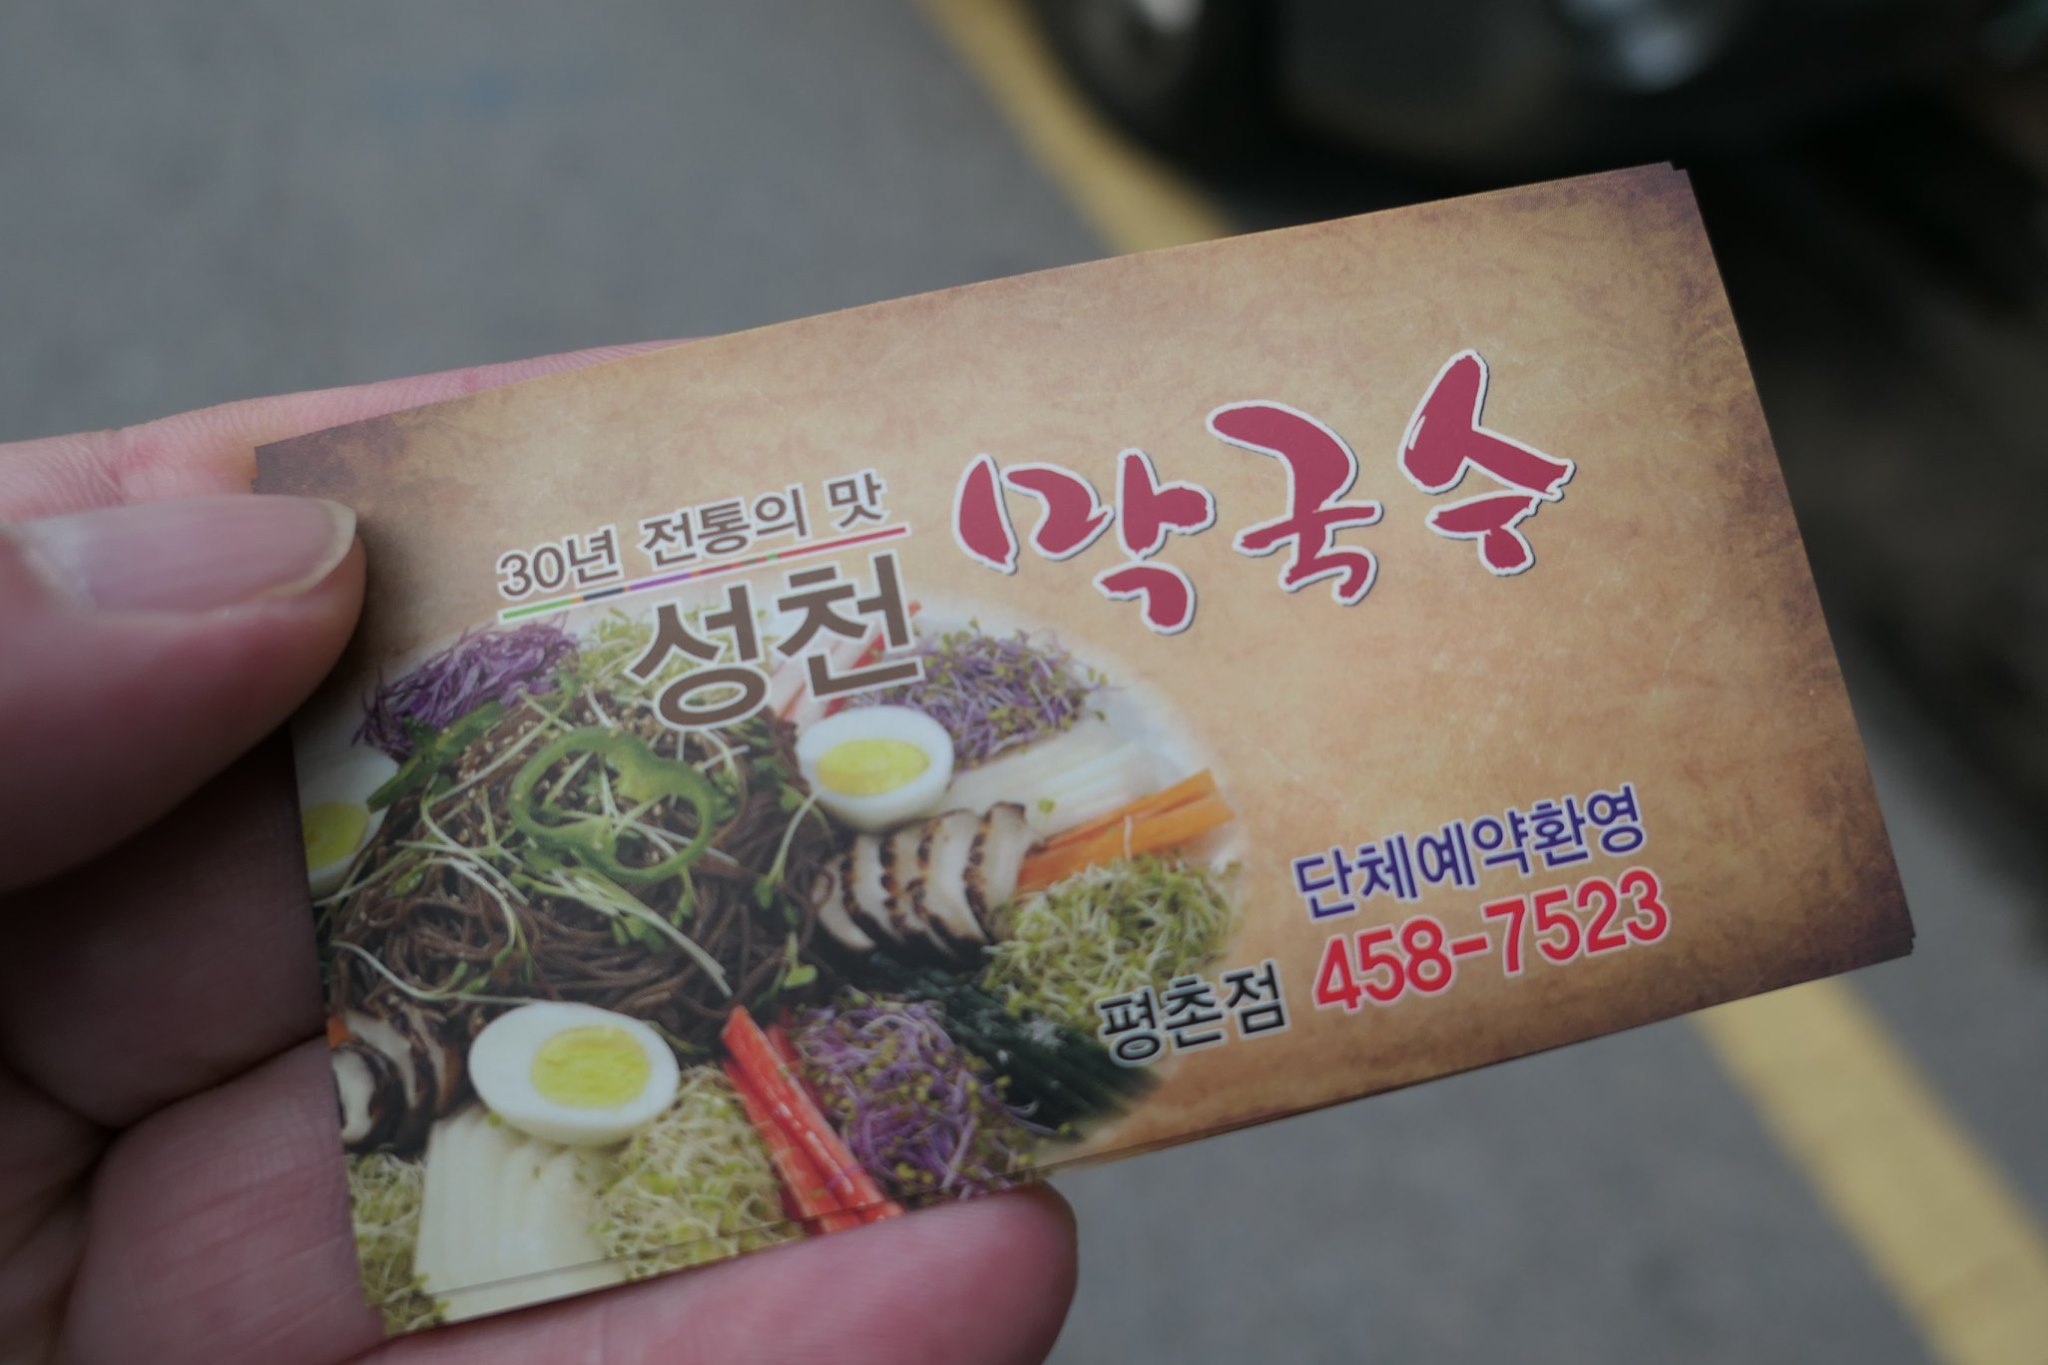 30년 전통의 맛
성천 막국수
단체예약환영
평촌점 458-7523